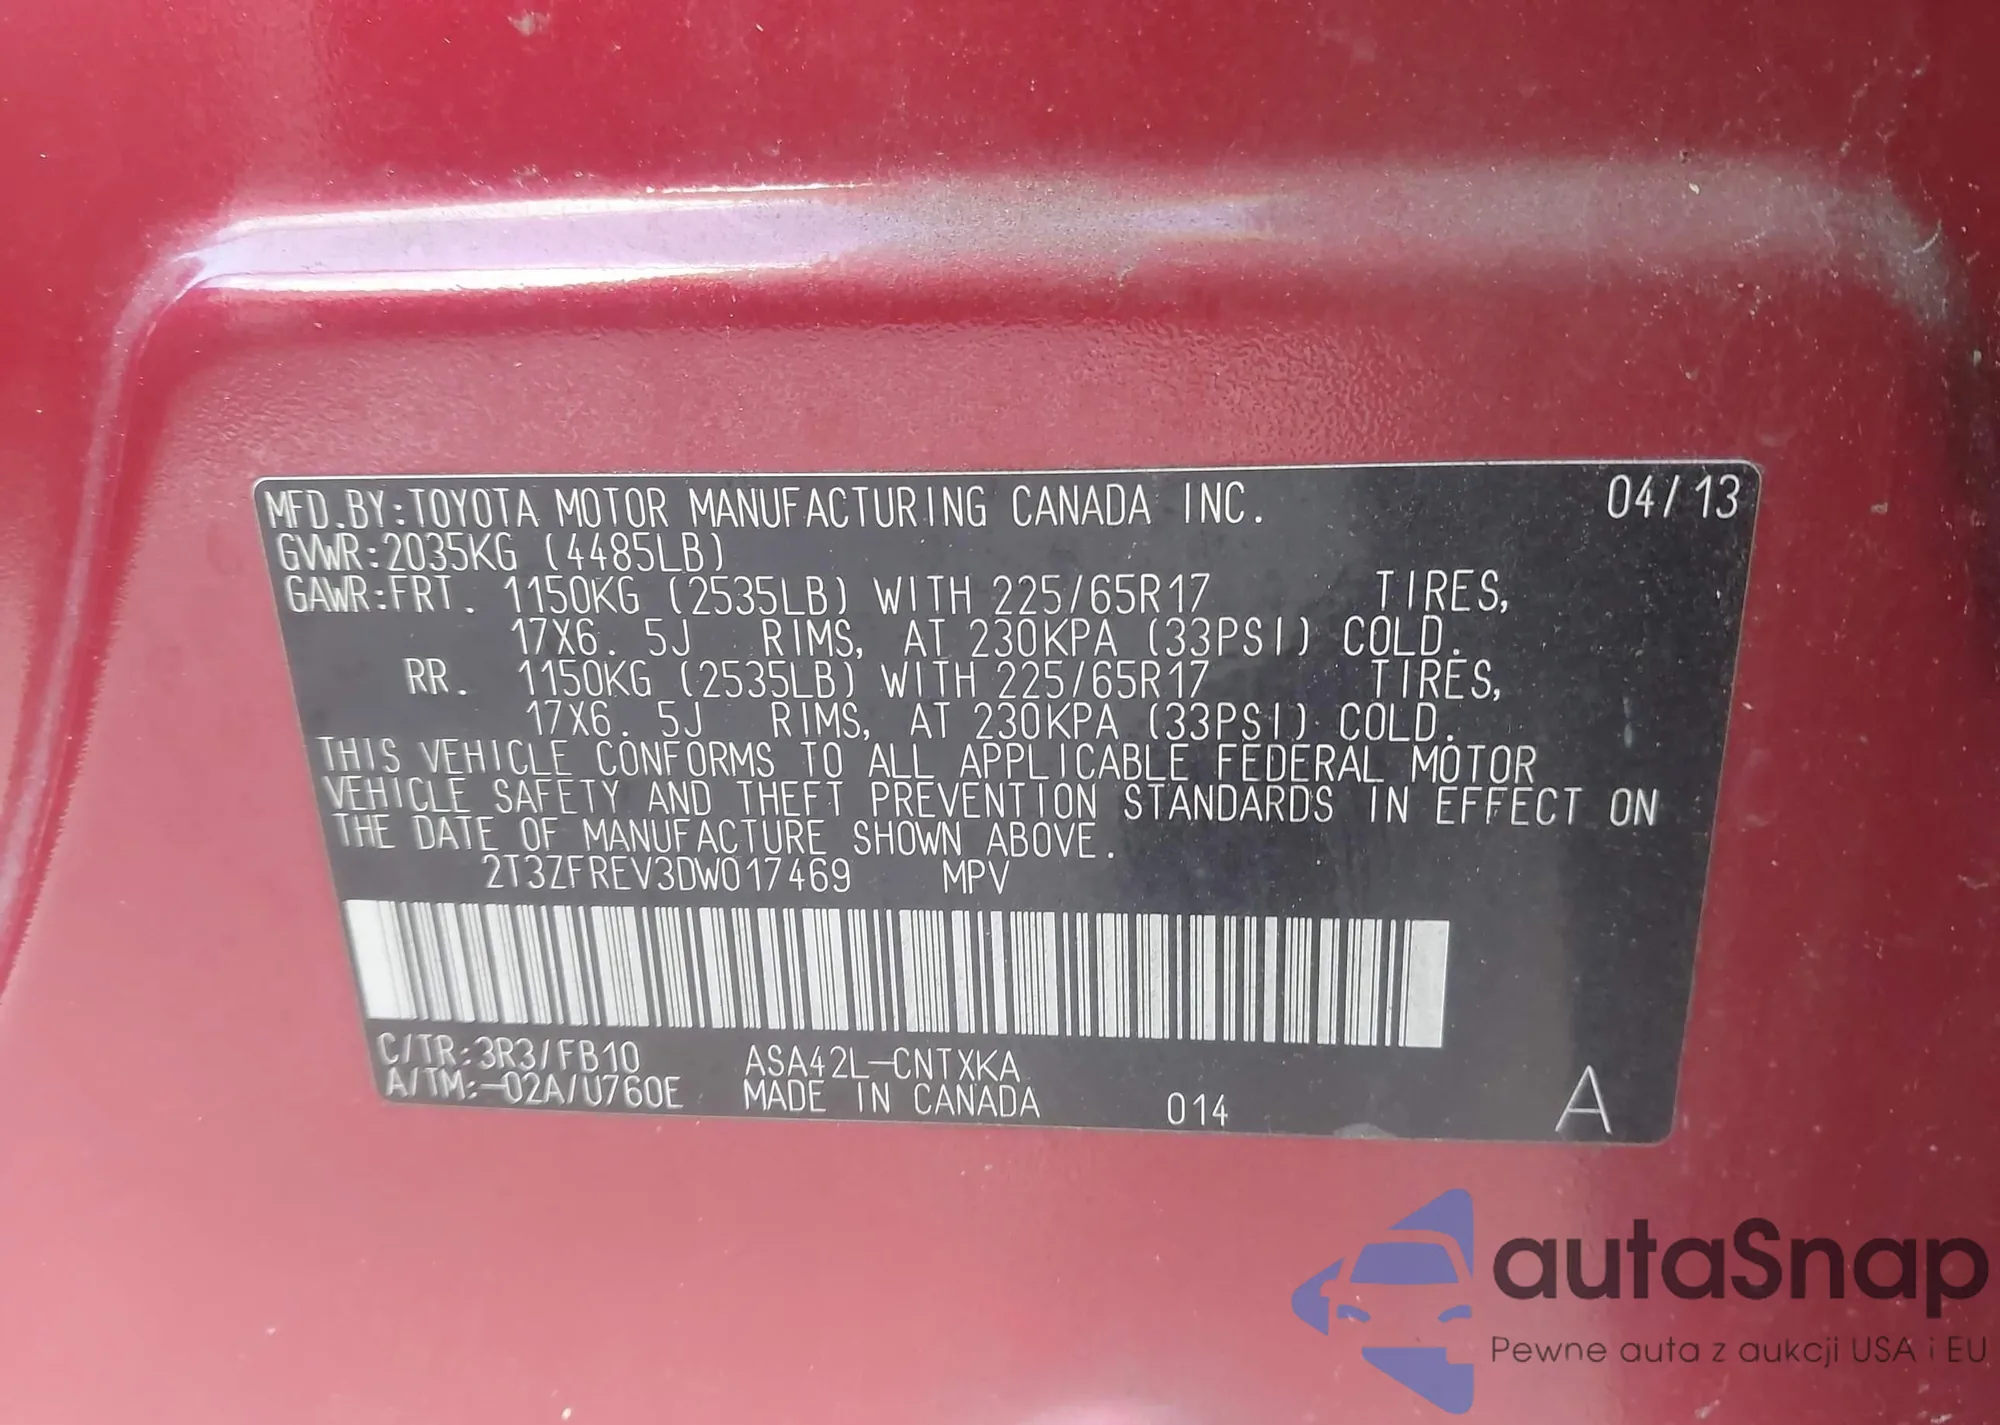 MFD.BY:TOYOTA MOTOR MANUFACTURING CANADA INC. 04/13
GVWR:2035KG (4485LB)
GAWR:FRT. 1150KG (2535LB) WITH 225/65R17 TIRES,
17X6.5J RIMS, AT 230KPA (33PSI) COLD.
RR. 1150KG (2535LB) WITH 225/65R17 TIRES,
17X6.5J RIMS, AT 230KPA (33PSI) COLD.
THIS VEHICLE CONFORMS TO ALL APPLICABLE FEDERAL MOTOR
VEHICLE SAFETY AND THEFT PREVENTION STANDARDS IN EFFECT ON
THE DATE OF MANUFACTURE SHOWN ABOVE.
2T3ZFREV3DW017469 MPV
C/TR:3R3/FB10 ASA42L-CNTXKA
A/TM:-02A/U760E MADE IN CANADA 014 A
autaSnap
Pewne auta z aukcji USA i EU